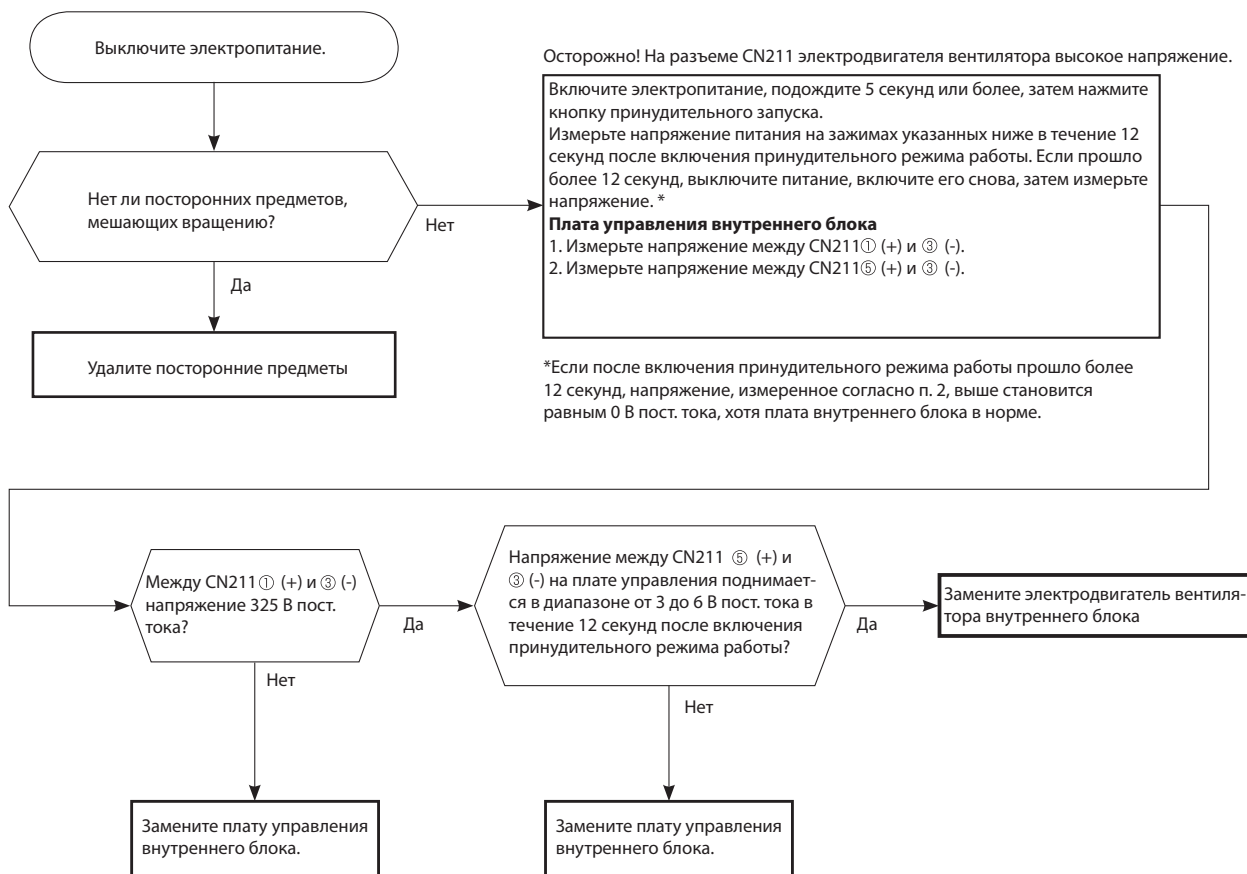 Выключите электропитание.
Нет ли посторонних предметов,
мешающих вращению?
Нет
Да
Удалите посторонние предметы
Осторожно! На разъеме CN211 электродвигателя вентилятора высокое напряжение.
Включите электропитание, подождите 5 секунд или более, затем нажмите
кнопку принудительного запуска.
Измерьте напряжение питания на зажимах указанных ниже в течение 12
секунд после включения принудительного режима работы. Если прошло
более 12 секунд, выключите питание, включите его снова, затем измерьте
напряжение. *
Плата управления внутреннего блока
1. Измерьте напряжение между CN211① (+) и ③ (-).
2. Измерьте напряжение между CN211⑤ (+) и ③ (-).
*Если после включения принудительного режима работы прошло более
12 секунд, напряжение, измеренное согласно п. 2, выше становится
равным 0 В пост. тока, хотя плата внутреннего блока в норме.
Между CN211① (+) и ③ (-)
напряжение 325 В пост.
тока?
Да
Нет
Замените плату управления
внутреннего блока.
Напряжение между CN211 ⑤ (+) и
③ (-) на плате управления поднимает-
ся в диапазоне от 3 до 6 В пост. тока в
течение 12 секунд после включения
принудительного режима работы?
Да
Нет
Замените плату управления
внутреннего блока.
Замените электродвигатель вентиля-
тора внутреннего блока